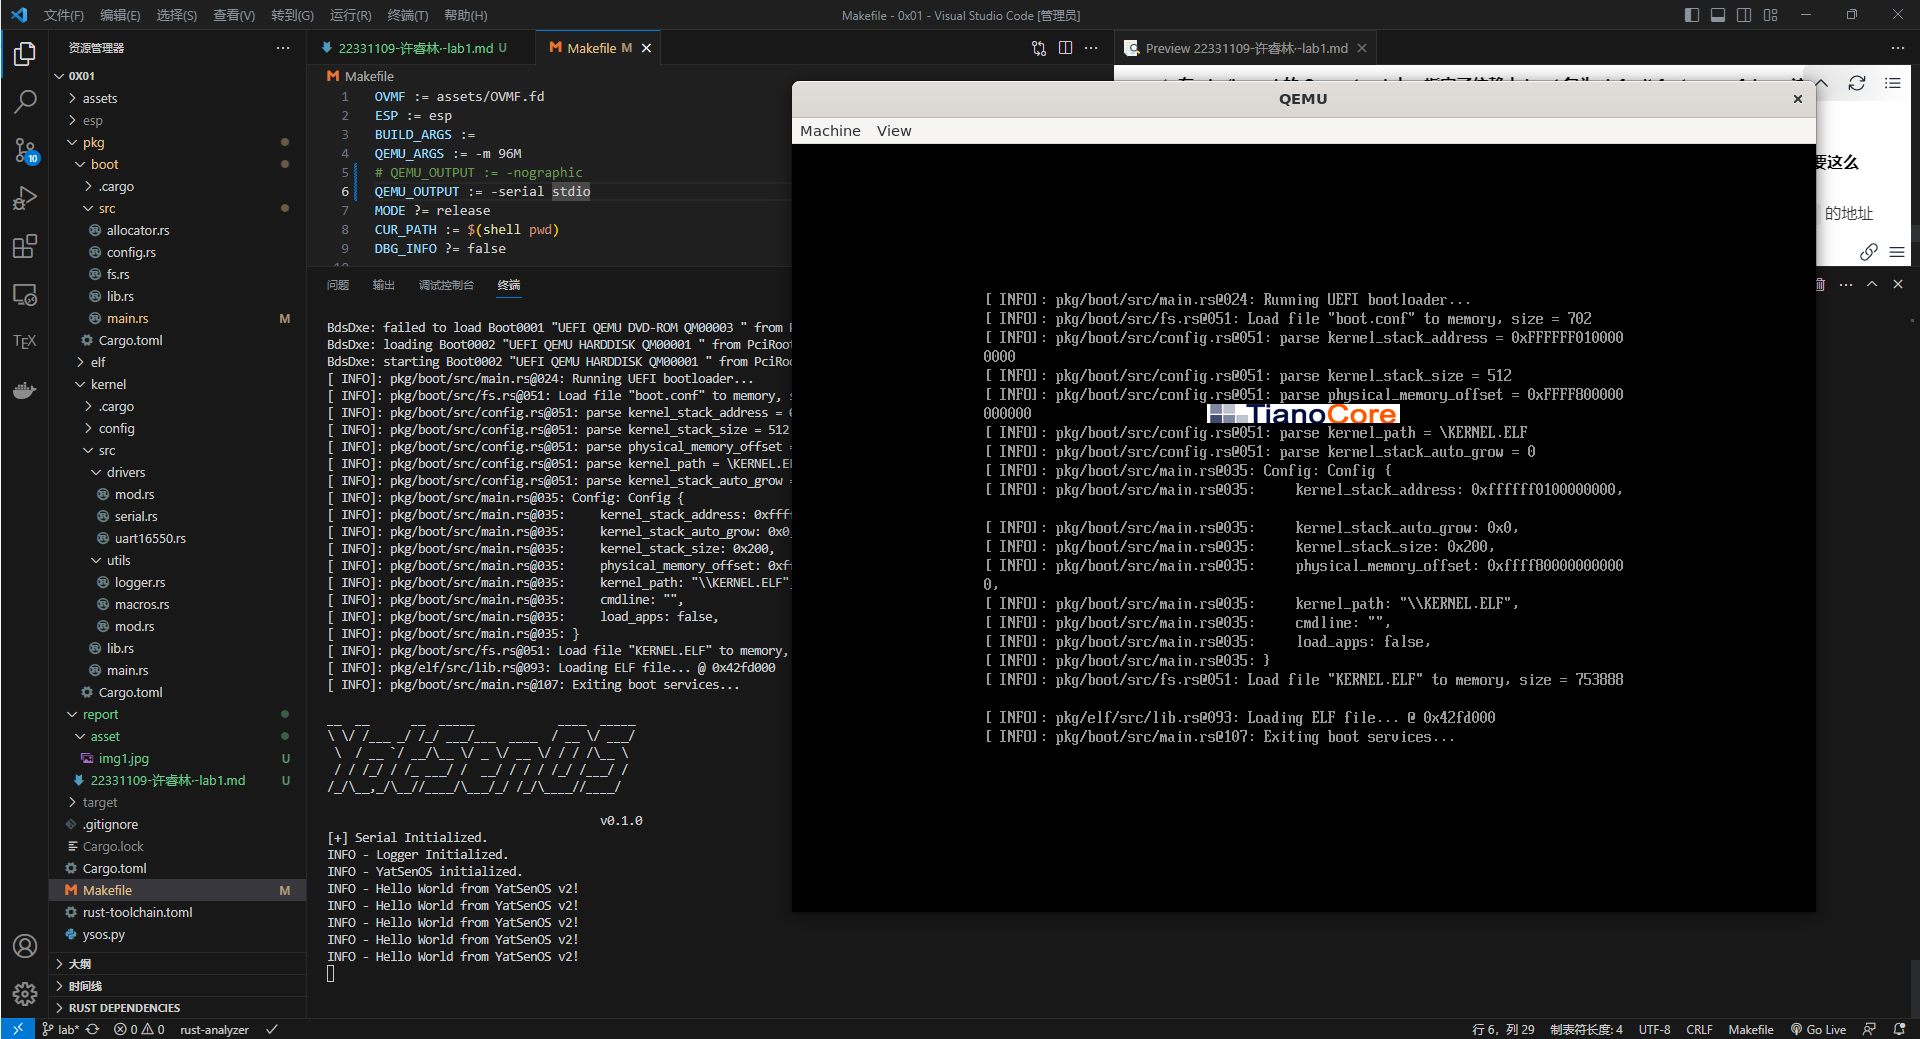 文件(F) 编辑(E) 选择(S) 查看(V) 转到(G) 运行(R) 终端(T) 帮助(H)
Makefile - 0x01 - Visual Studio Code [管理员]
资源管理器
0X01
assets
esp
pkg
boot
.cargo
src
allocator.rs
config.rs
fs.rs
lib.rs
main.rs M
Cargo.toml
elf
kernel
.cargo
config
src
drivers
mod.rs
serial.rs
uart16550.rs
utils
logger.rs
macros.rs
mod.rs
lib.rs
main.rs
Cargo.toml
report
asset
img1.jpg U
22331109-许睿林--lab1.md U
target
.gitignore
Cargo.lock
Cargo.toml
Makefile M
rust-toolchain.toml
ysos.py
大纲
时间线
RUST DEPENDENCIES
10
TEX
22331109-许睿林--lab1.md U
Makefile M
Makefile
1 OVMF := assets/OVMF.fd
2 ESP := esp
3 BUILD_ARGS :=
4 QEMU_ARGS := -m 96M
5 # QEMU_OUTPUT := -nographic
6 QEMU_OUTPUT := -serial stdio
7 MODE ?= release
8 CUR_PATH := $(shell pwd)
9 DBG_INFO ?= false
10
问题 输出 调试控制台 终端
BdsDxe: failed to load Boot0001 "UEFI QEMU DVD-ROM QM00003 " from
BdsDxe: loading Boot0002 "UEFI QEMU HARDDISK QM00001 " from PciRoot
BdsDxe: starting Boot0002 "UEFI QEMU HARDDISK QM00001 " from PciRo
[ INFO]: pkg/boot/src/main.rs@024: Running UEFI bootloader...
[ INFO]: pkg/boot/src/fs.rs@051: Load file "boot.conf" to memory,
[ INFO]: pkg/boot/src/config.rs@051: parse kernel_stack_address =
[ INFO]: pkg/boot/src/config.rs@051: parse kernel_stack_size = 512
[ INFO]: pkg/boot/src/config.rs@051: parse physical_memory_offset =
[ INFO]: pkg/boot/src/config.rs@051: parse kernel_path = \KERNEL.E
[ INFO]: pkg/boot/src/config.rs@051: parse kernel_stack_auto_grow =
[ INFO]: pkg/boot/src/main.rs@035: Config: Config {
[ INFO]: pkg/boot/src/main.rs@035:     kernel_stack_address: 0xffff
[ INFO]: pkg/boot/src/main.rs@035:     kernel_stack_auto_grow: 0x0
[ INFO]: pkg/boot/src/main.rs@035:     kernel_stack_size: 0x200,
[ INFO]: pkg/boot/src/main.rs@035:     physical_memory_offset: 0xf
[ INFO]: pkg/boot/src/main.rs@035:     kernel_path: "\\KERNEL.ELF"
[ INFO]: pkg/boot/src/main.rs@035:     cmdline: "",
[ INFO]: pkg/boot/src/main.rs@035:     load_apps: false,
[ INFO]: pkg/boot/src/main.rs@035: }
[ INFO]: pkg/boot/src/fs.rs@051: Load file "KERNEL.ELF" to memory,
[ INFO]: pkg/elf/src/lib.rs@093: Loading ELF file... @ 0x42fd000
[ INFO]: pkg/boot/src/main.rs@107: Exiting boot services...
v0.1.0
[+] Serial Initialized.
INFO - Logger Initialized.
INFO - YatSenOS initialized.
INFO - Hello World from YatSenOS v2!
INFO - Hello World from YatSenOS v2!
INFO - Hello World from YatSenOS v2!
INFO - Hello World from YatSenOS v2!
INFO - Hello World from YatSenOS v2!
Preview 22331109-许睿林--lab1.md
要这么
的地址
QEMU
Machine View
[ INFO]: pkg/boot/src/main.rs@024: Running UEFI bootloader...
[ INFO]: pkg/boot/src/fs.rs@051: Load file "boot.conf" to memory, size = 702
[ INFO]: pkg/boot/src/config.rs@051: parse kernel_stack_address = 0xFFFFFF010000
0000
[ INFO]: pkg/boot/src/config.rs@051: parse kernel_stack_size = 512
[ INFO]: pkg/boot/src/config.rs@051: parse physical_memory_offset = 0xFFFF800000
000000
TianoCore
[ INFO]: pkg/boot/src/config.rs@051: parse kernel_path = \KERNEL.ELF
[ INFO]: pkg/boot/src/config.rs@051: parse kernel_stack_auto_grow = 0
[ INFO]: pkg/boot/src/main.rs@035: Config: Config {
[ INFO]: pkg/boot/src/main.rs@035:     kernel_stack_address: 0xffffff0100000000,
[ INFO]: pkg/boot/src/main.rs@035:     kernel_stack_auto_grow: 0x0,
[ INFO]: pkg/boot/src/main.rs@035:     kernel_stack_size: 0x200,
[ INFO]: pkg/boot/src/main.rs@035:     physical_memory_offset: 0xffff80000000000
0,
[ INFO]: pkg/boot/src/main.rs@035:     kernel_path: "\\KERNEL.ELF",
[ INFO]: pkg/boot/src/main.rs@035:     cmdline: "",
[ INFO]: pkg/boot/src/main.rs@035:     load_apps: false,
[ INFO]: pkg/boot/src/main.rs@035: }
[ INFO]: pkg/boot/src/fs.rs@051: Load file "KERNEL.ELF" to memory, size = 753888
[ INFO]: pkg/elf/src/lib.rs@093: Loading ELF file... @ 0x42fd000
[ INFO]: pkg/boot/src/main.rs@107: Exiting boot services...
lab* 0 0 rust-analyzer
行 6，列 29 制表符长度: 4 UTF-8 CRLF Makefile Go Live